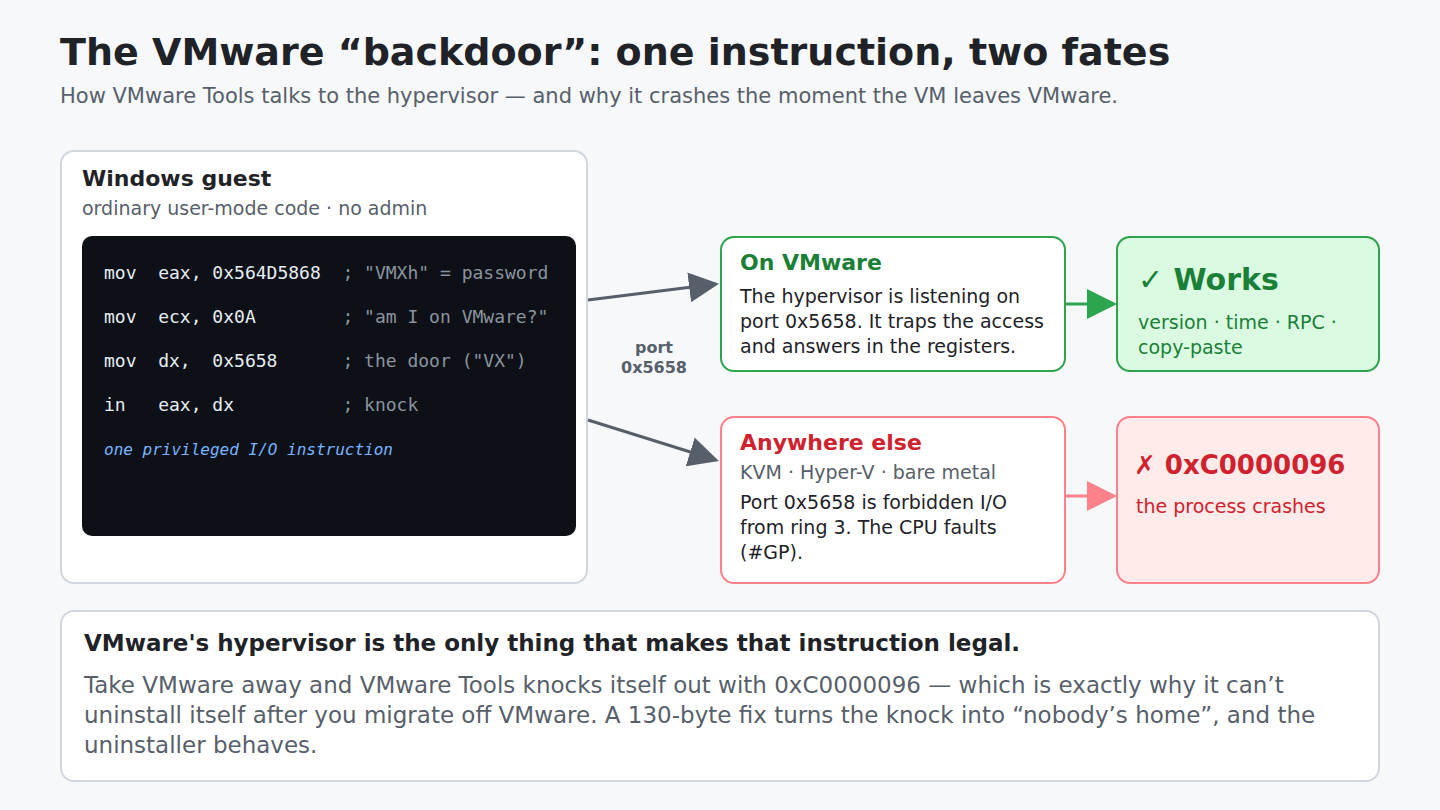 The VMware “backdoor”: one instruction, two fates
How VMware Tools talks to the hypervisor — and why it crashes the moment the VM leaves VMware.
Windows guest
ordinary user-mode code · no admin
mov  eax, 0x564D5868  ; "VMXh" = password
mov  ecx, 0x0A        ; "am I on VMware?"
mov  dx,  0x5658      ; the door ("VX")
in   eax, dx          ; knock
one privileged I/O instruction
port
0x5658
On VMware
The hypervisor is listening on
port 0x5658. It traps the access
and answers in the registers.
✓ Works
version · time · RPC ·
copy-paste
Anywhere else
KVM · Hyper-V · bare metal
Port 0x5658 is forbidden I/O
from ring 3. The CPU faults
(#GP).
✗ 0xC0000096
the process crashes
VMware's hypervisor is the only thing that makes that instruction legal.
Take VMware away and VMware Tools knocks itself out with 0xC0000096 — which is exactly why it can’t
uninstall itself after you migrate off VMware. A 130-byte fix turns the knock into “nobody’s home”, and the
uninstaller behaves.